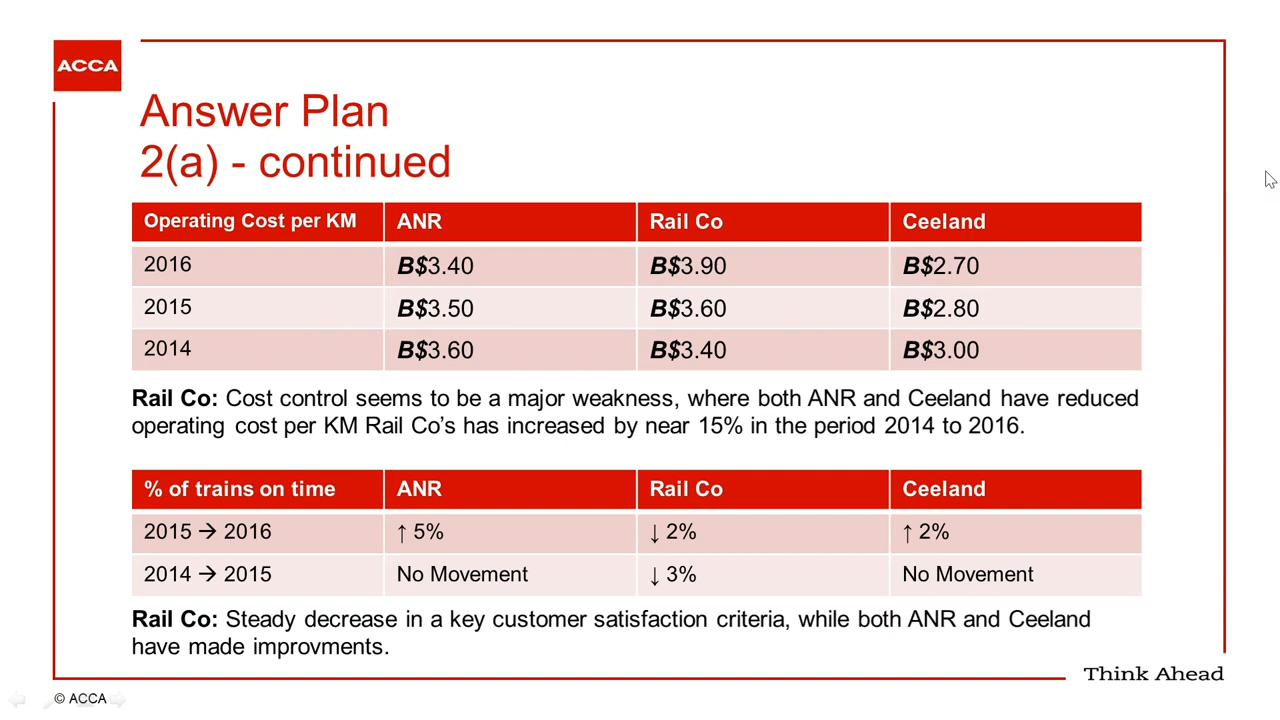 ACCA
Answer Plan
2(a) - continued
Operating Cost per KM ANR Rail Co Ceeland
2016 B$3.40 B$3.90 B$2.70
2015 B$3.50 B$3.60 B$2.80
2014 B$3.60 B$3.40 B$3.00
Rail Co: Cost control seems to be a major weakness, where both ANR and Ceeland have reduced
operating cost per KM Rail Co’s has increased by near 15% in the period 2014 to 2016.
% of trains on time ANR Rail Co Ceeland
2015 → 2016 ↑ 5% ↓ 2% ↑ 2%
2014 → 2015 No Movement ↓ 3% No Movement
Rail Co: Steady decrease in a key customer satisfaction criteria, while both ANR and Ceeland
have made improvments.
Think Ahead
© ACCA